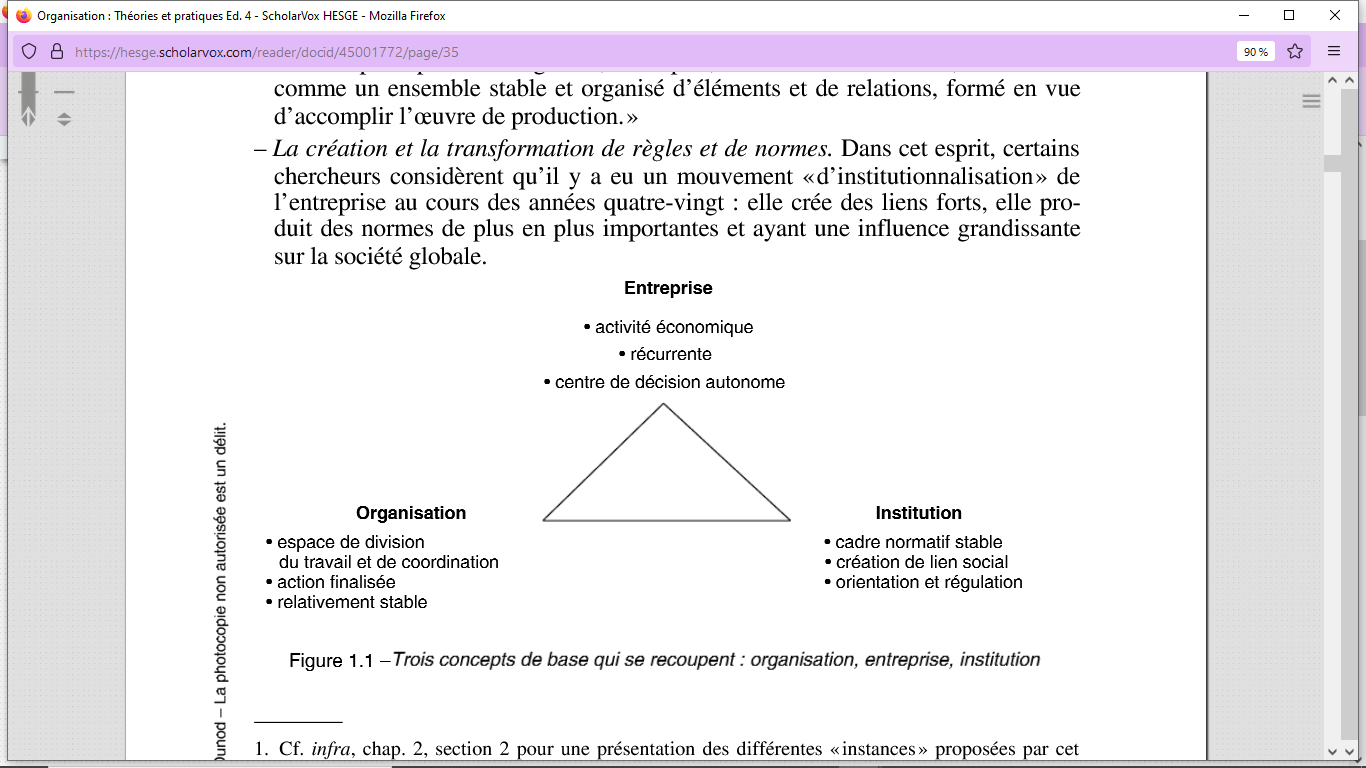 Organisation : Théories et pratiques Ed. 4 - ScholarVox HESGE - Mozilla Firefox
https://hesge.scholarvox.com/reader/docid/45001772/page/35
90 %
comme un ensemble stable et organisé d'éléments et de relations, formé en vue
d'accomplir l'œuvre de production.»
– La création et la transformation de règles et de normes. Dans cet esprit, certains
chercheurs considèrent qu'il y a eu un mouvement «d'institutionnalisation» de
l'entreprise au cours des années quatre-vingt : elle crée des liens forts, elle pro-
duit des normes de plus en plus importantes et ayant une influence grandissante
sur la société globale.
Entreprise
• activité économique
• récurrente
• centre de décision autonome
Organisation
• espace de division
du travail et de coordination
• action finalisée
• relativement stable
Institution
• cadre normatif stable
• création de lien social
• orientation et régulation
Figure 1.1 –Trois concepts de base qui se recoupent : organisation, entreprise, institution
1. Cf. infra, chap. 2, section 2 pour une présentation des différentes «instances» proposées par cet
– La photocopie non autorisée est un délit.